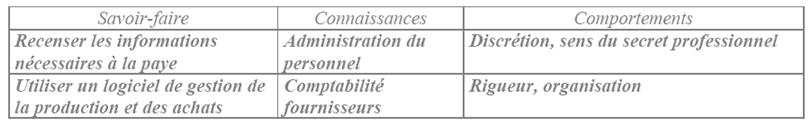 Savoir-faire Connaissances Comportements
Recenser les informations Administration du Discrétion, sens du secret professionnel
nécessaires à la paye personnel
Utiliser un logiciel de gestion de Comptabilité Rigueur, organisation
la production et des achats fournisseurs